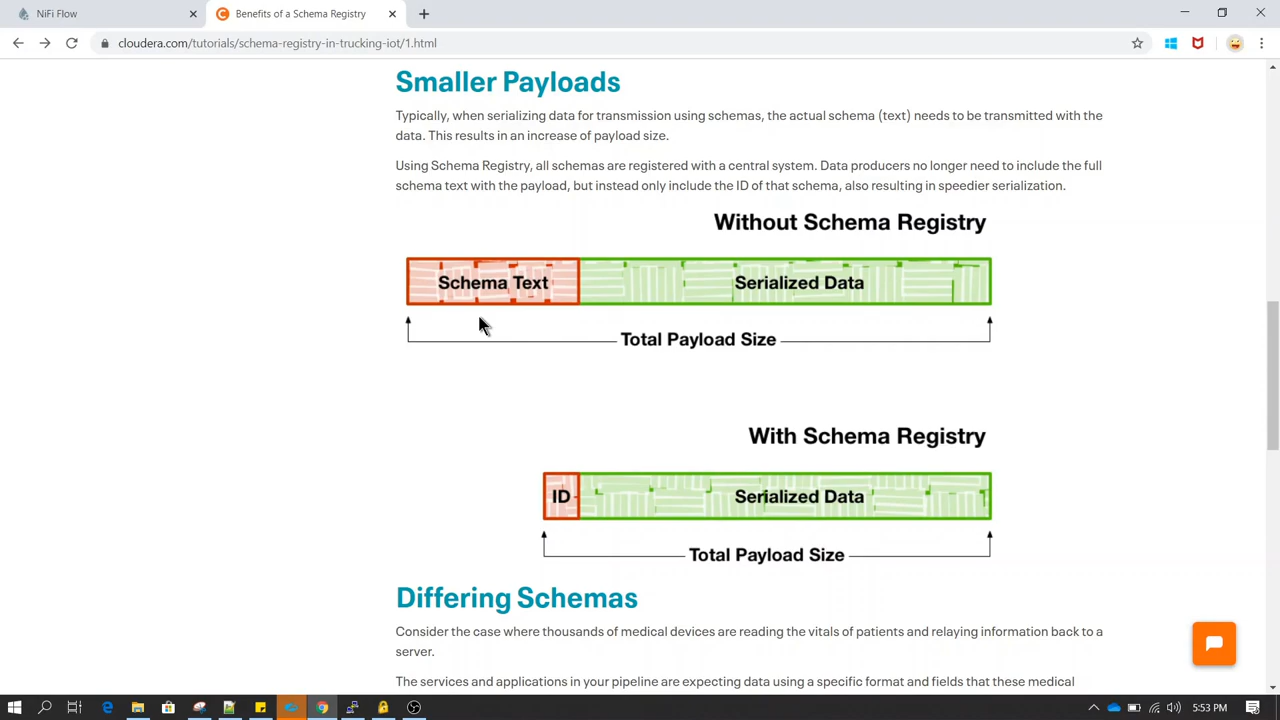 NiFi Flow
Benefits of a Schema Registry
cloudera.com/tutorials/schema-registry-in-trucking-iot/1.html
Smaller Payloads
Typically, when serializing data for transmission using schemas, the actual schema (text) needs to be transmitted with the
data. This results in an increase of payload size.
Using Schema Registry, all schemas are registered with a central system. Data producers no longer need to include the full
schema text with the payload, but instead only include the ID of that schema, also resulting in speedier serialization.
Without Schema Registry
Schema Text Serialized Data
Total Payload Size
With Schema Registry
ID Serialized Data
Total Payload Size
Differing Schemas
Consider the case where thousands of medical devices are reading the vitals of patients and relaying information back to a
server.
The services and applications in your pipeline are expecting data using a specific format and fields that these medical
5:53 PM